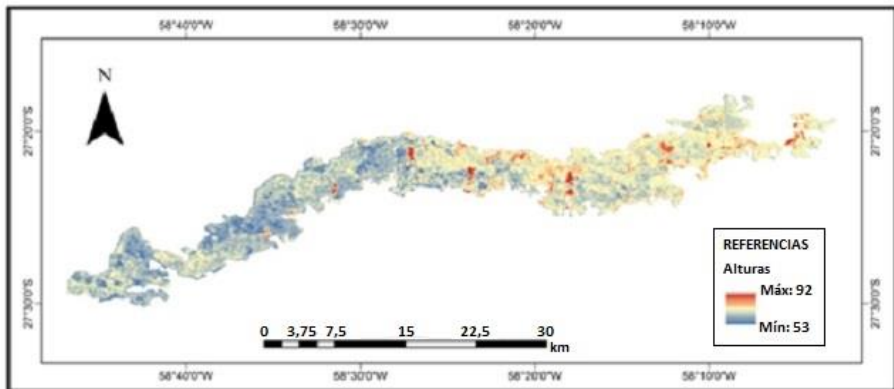 58°40'0"W 58°30'0"W 58°20'0"W 58°10'0"W
N
27°20'0"S 27°20'0"S
REFERENCIAS
Alturas
Máx: 92
Mín: 53
27°30'0"S 27°30'0"S
0 3,75 7,5 15 22,5 30
km
58°40'0"W 58°30'0"W 58°20'0"W 58°10'0"W